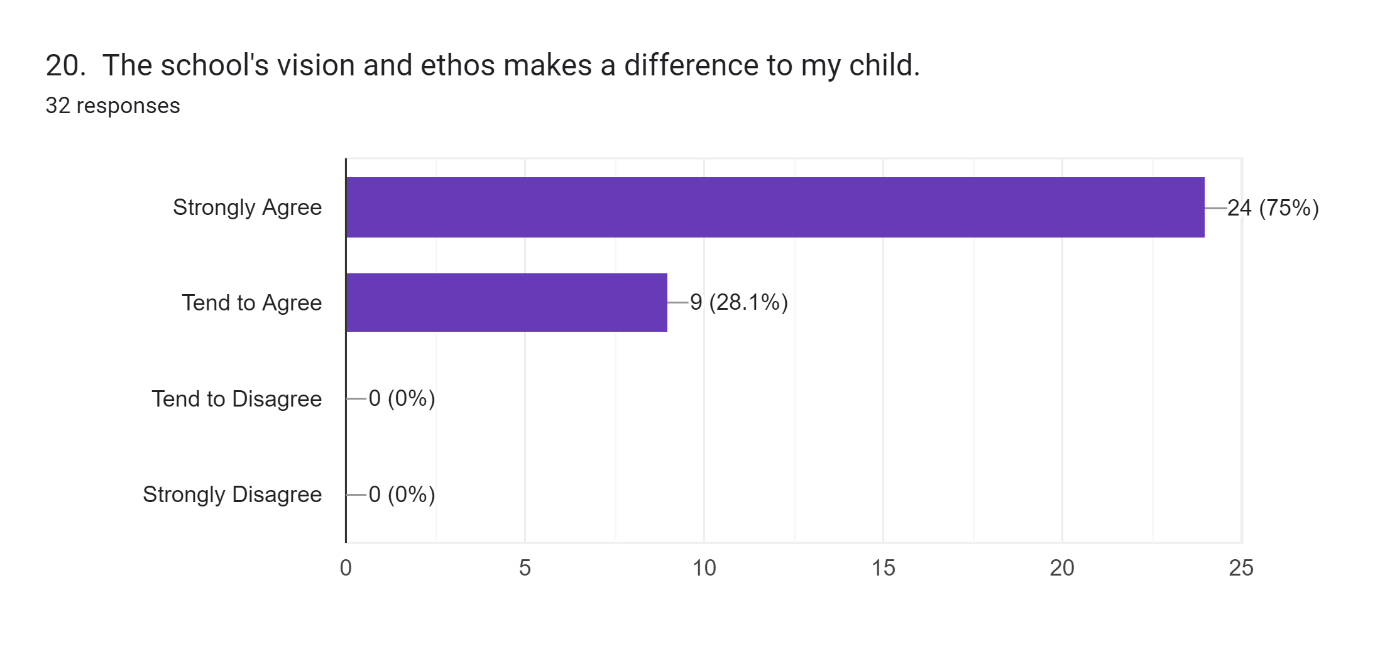 20. The school's vision and ethos makes a difference to my child.
32 responses
Strongly Agree
24 (75%)
Tend to Agree
9 (28.1%)
Tend to Disagree
0 (0%)
Strongly Disagree
0 (0%)
0 5 10 15 20 25